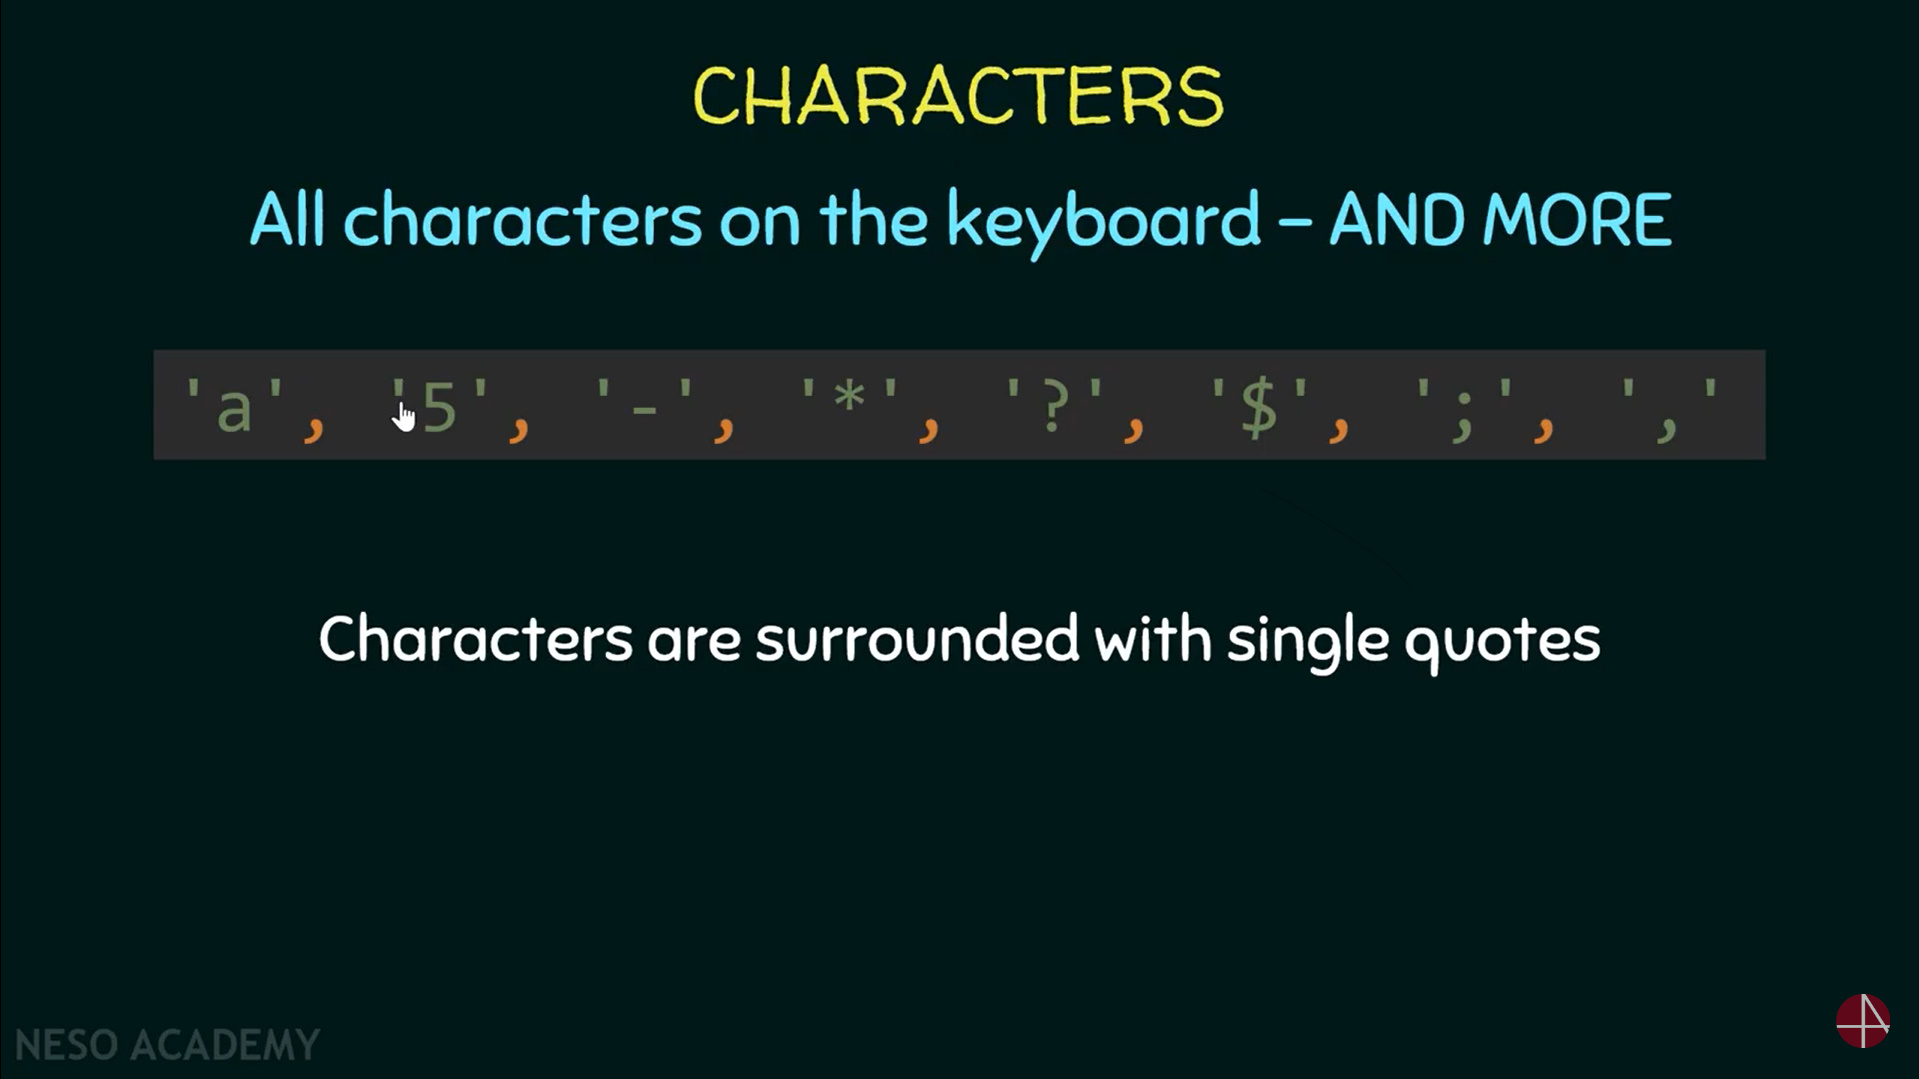 CHARACTERS
All characters on the keyboard – AND MORE
'a', '5', '-', '*', '?', '$', ';', ','
Characters are surrounded with single quotes
NESO ACADEMY